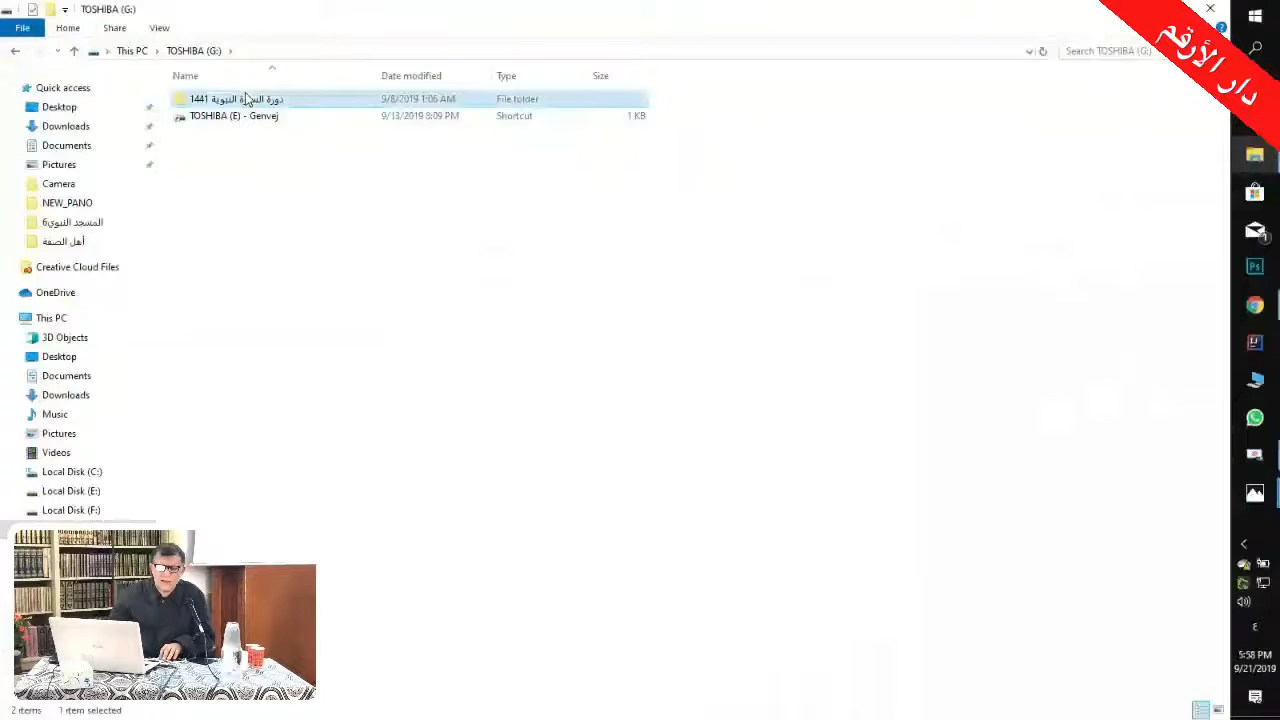 TOSHIBA (G:)
File Home Share View
This PC TOSHIBA (G:)
Search TOSHIBA (G:)
دار الأرقم
Name Date modified Type Size
دورة السيرة النبوية 1441 9/8/2019 1:06 AM File folder
TOSHIBA (E) - Genvej 9/13/2019 8:09 PM Shortcut 1 KB
Quick access
Desktop
Downloads
Documents
Pictures
Camera
NEW_PANO
المسجد النبوي6
أهل الصفة
Creative Cloud Files
OneDrive
This PC
3D Objects
Desktop
Documents
Downloads
Music
Pictures
Videos
Local Disk (C:)
Local Disk (E:)
Local Disk (F:)
2 items 1 item selected
Ps
1
ع
5:58 PM
9/21/2019